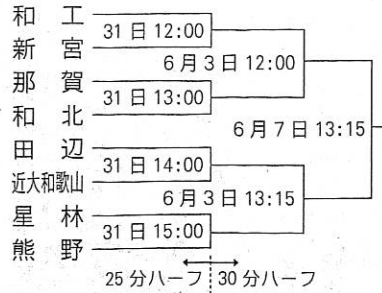 和工
31日12:00
新宮
6月3日12:00
那賀
31日13:00
和北
6月7日13:15
田辺
31日14:00
近大和歌山
6月3日13:15
星林
31日15:00
熊野
25分ハーフ 30分ハーフ